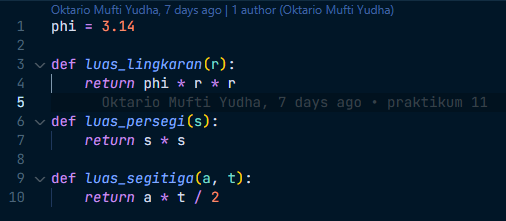 Oktario Mufti Yudha, 7 days ago | 1 author (Oktario Mufti Yudha)
1 phi = 3.14
2
3 def luas_lingkaran(r):
4     return phi * r * r
5 Oktario Mufti Yudha, 7 days ago • praktikum 11
6 def luas_persegi(s):
7     return s * s
8
9 def luas_segitiga(a, t):
10     return a * t / 2